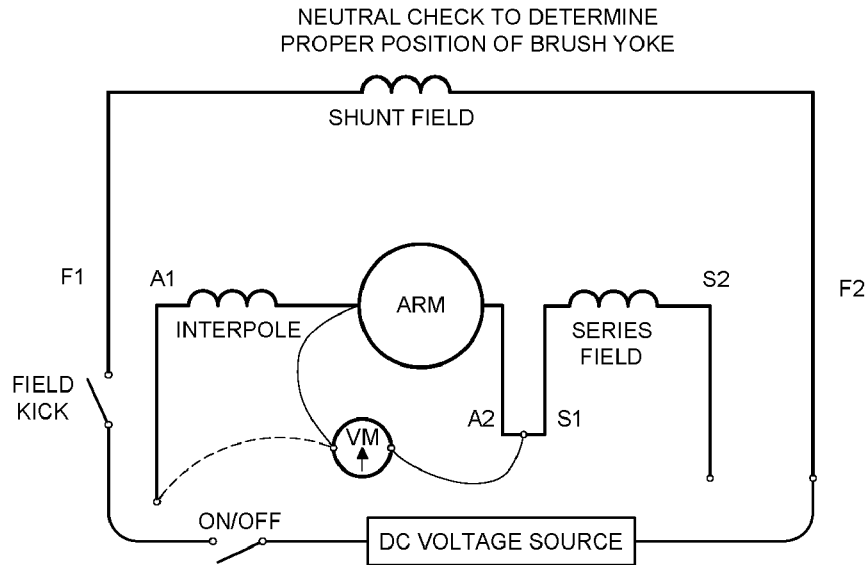 NEUTRAL CHECK TO DETERMINE
PROPER POSITION OF BRUSH YOKE
SHUNT FIELD
F1
A1
S2
F2
INTERPOLE
ARM
SERIES
FIELD
FIELD
KICK
A2
S1
VM
ON/OFF
DC VOLTAGE SOURCE